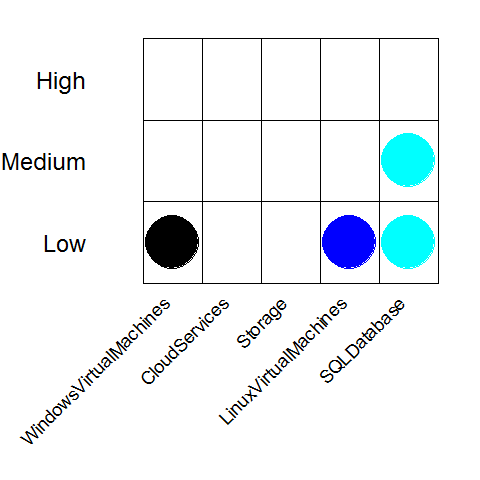 High
Medium
Low
WindowsVirtualMachines
CloudServices
Storage
LinuxVirtualMachines
SQLDatabase